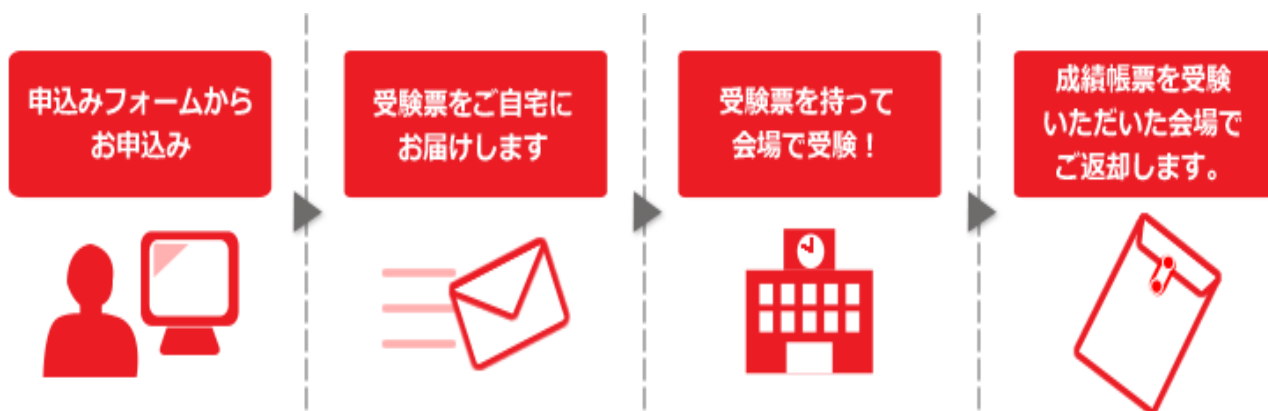 申込みフォームから
お申込み
受験票をご自宅に
お届けします
受験票を持って
会場で受験！
成績帳票を受験
いただいた会場で
ご返却します。